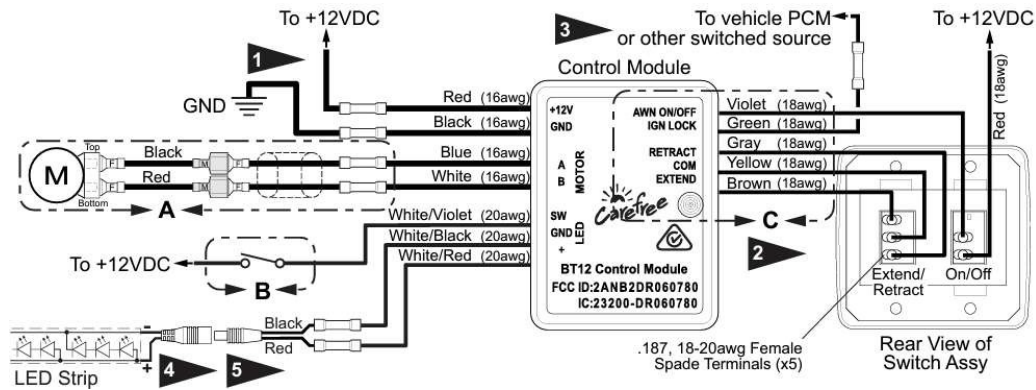 To +12VDC
1
GND
3
To vehicle PCM
or other switched source
To +12VDC
Control Module
Red (16awg)
Black (16awg)
Blue (16awg)
White (16awg)
White/Violet (20awg)
White/Black (20awg)
White/Red (20awg)
+12V
GND
A
B
MOTOR
SW
GND
+
LED
AWN ON/OFF
IGN LOCK
RETRACT
COM
EXTEND
Carefree
BT12 Control Module
FCC ID:2ANB2DR060780
IC:23200-DR060780
Violet (18awg)
Green (18awg)
Gray (18awg)
Yellow (18awg)
Brown (18awg)
C
2
Red (18awg)
Extend/
Retract
On/Off
Rear View of
Switch Assy
.187, 18-20awg Female
Spade Terminals (x5)
M
Top
Bottom
F
F
Black
Red
M
F
M
F
A
To +12VDC
B
Black
Red
-
+
LED Strip
4
5